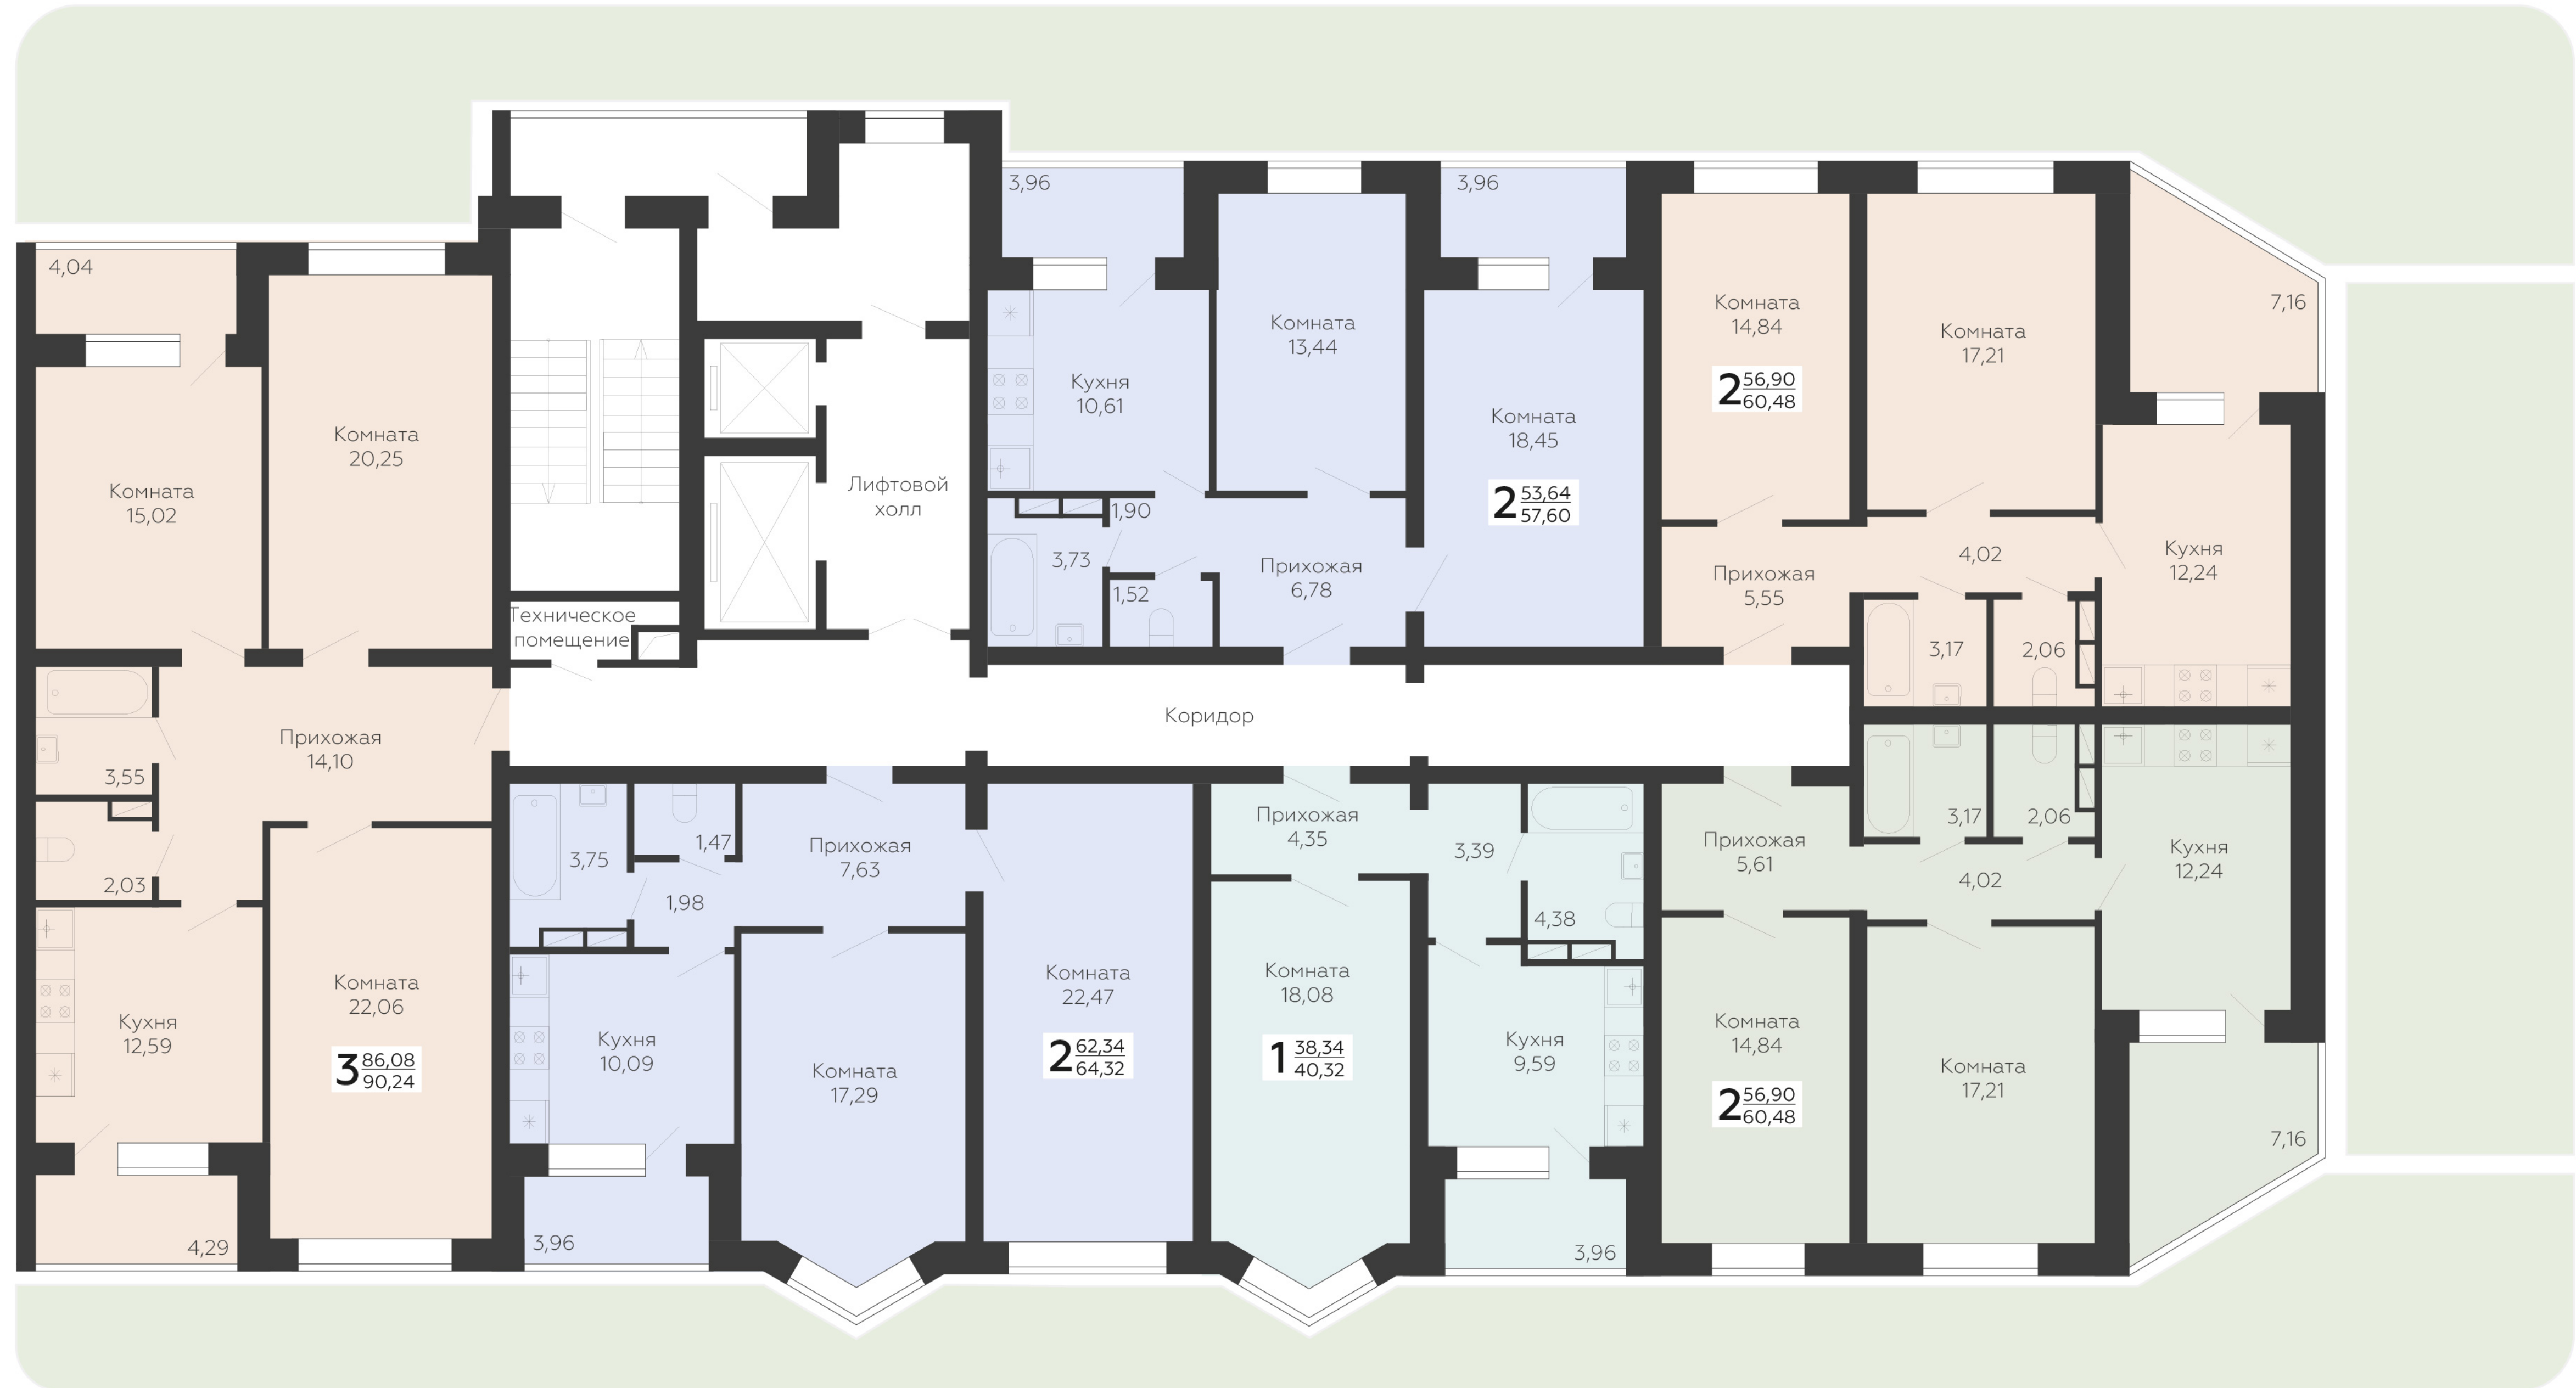 4,04
Комната
15,02
Комната
20,25
3,55
2,03
Прихожая
14,10
Кухня
12,59
4,29
Комната
22,06
3 86,08
90,24
Техническое
помещение
Лифтовой
холл
Коридор
3,96
Кухня
10,61
Комната
13,44
3,96
Комната
18,45
2 53,64
57,60
1,90
3,73
1,52
Прихожая
6,78
Комната
14,84
2 56,90
60,48
Комната
17,21
7,16
Прихожая
5,55
4,02
Кухня
12,24
3,17
2,06
3,75
1,47
1,98
Прихожая
7,63
Кухня
10,09
3,96
Комната
17,29
Комната
22,47
2 62,34
64,32
Прихожая
4,35
3,39
4,38
Комната
18,08
1 38,34
40,32
Кухня
9,59
3,96
Прихожая
5,61
3,17
2,06
4,02
Кухня
12,24
Комната
14,84
2 56,90
60,48
Комната
17,21
7,16